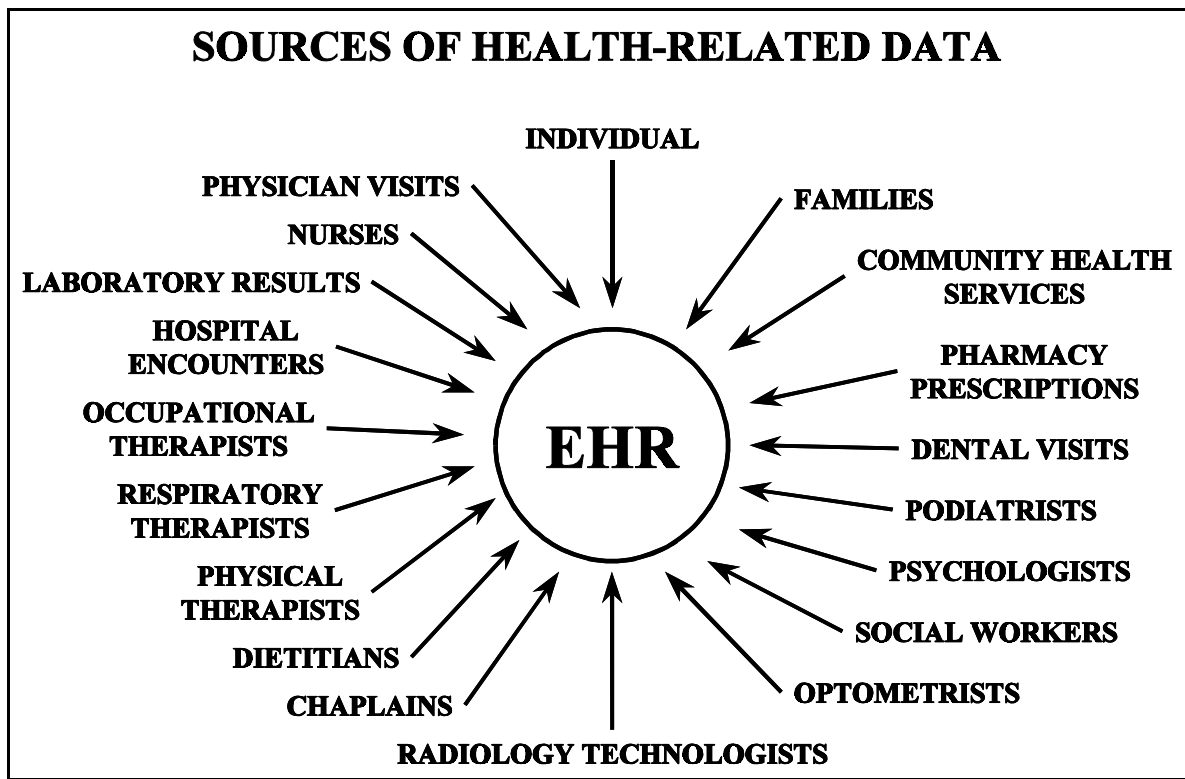 SOURCES OF HEALTH-RELATED DATA
INDIVIDUAL
PHYSICIAN VISITS
NURSES
LABORATORY RESULTS
HOSPITAL
ENCOUNTERS
OCCUPATIONAL
THERAPISTS
RESPIRATORY
THERAPISTS
PHYSICAL
THERAPISTS
DIETITIANS
CHAPLAINS
RADIOLOGY TECHNOLOGISTS
FAMILIES
COMMUNITY HEALTH
SERVICES
PHARMACY
PRESCRIPTIONS
DENTAL VISITS
PODIATRISTS
PSYCHOLOGISTS
SOCIAL WORKERS
OPTOMETRISTS
EHR